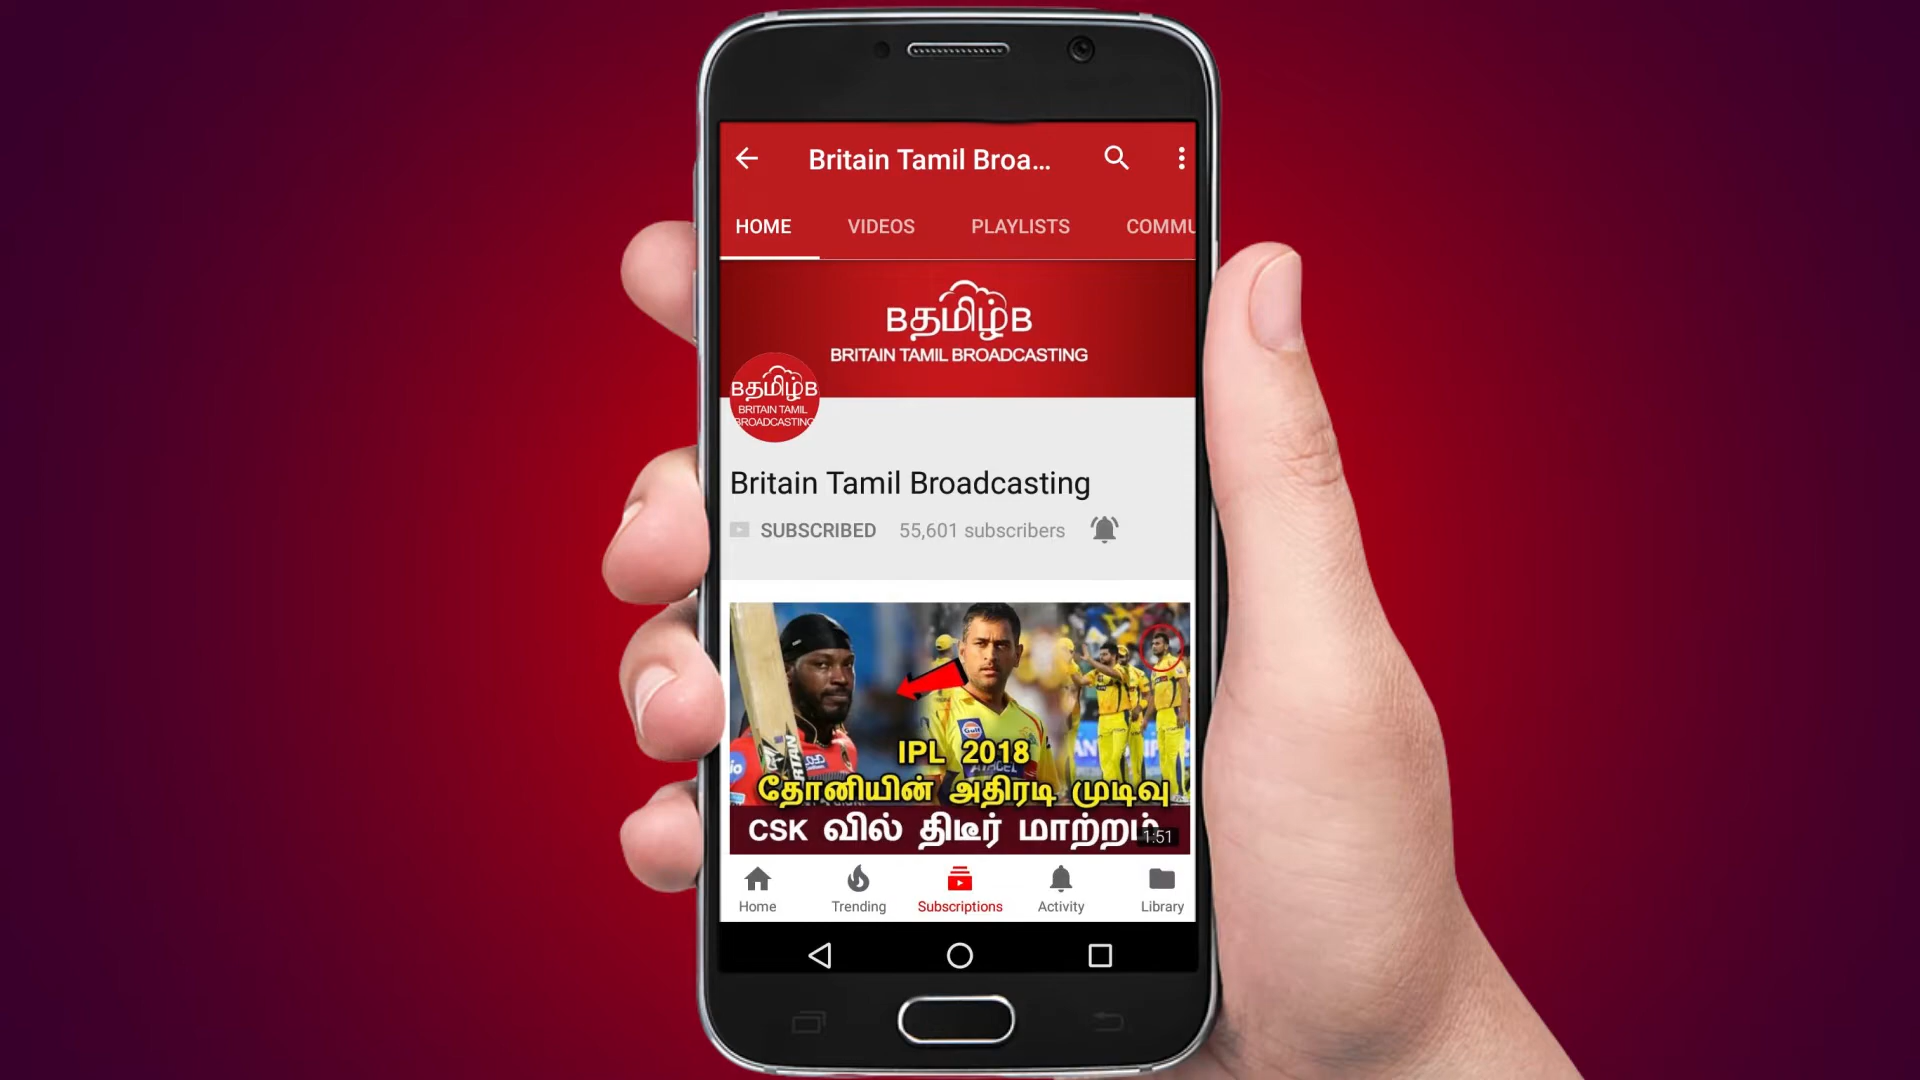 Britain Tamil Broa...
HOME VIDEOS PLAYLISTS COMMU
Bதமிழ்B
BRITAIN TAMIL BROADCASTING
Bதமிழ்B
BRITAIN TAMIL
BROADCASTING
Britain Tamil Broadcasting
SUBSCRIBED 55,601 subscribers
IPL 2018
தோனியின் அதிரடி முடிவு
CSK வில் திடீர் மாற்றம்
1:51
Home Trending Subscriptions Activity Library